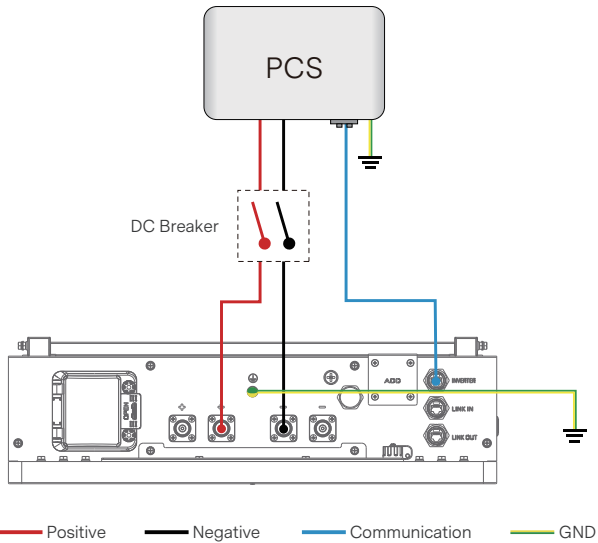 PCS
DC Breaker
ADD
INVERTER
LINK IN
LINK OUT
Positive
Negative
Communication
GND